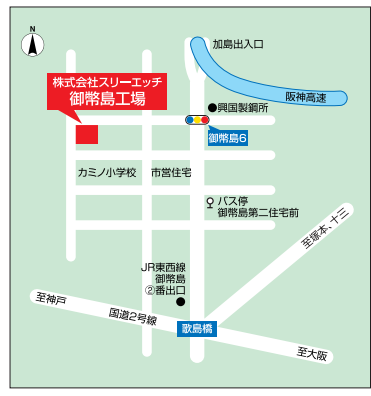 N
加島出入口
株式会社スリーエッチ
御幣島工場
阪神高速
興国製鋼所
御幣島6
カミノ小学校
市営住宅
バス停
御幣島第二住宅前
至塚本、十三
JR東西線
御幣島
②番出口
至神戸
国道2号線
歌島橋
至大阪